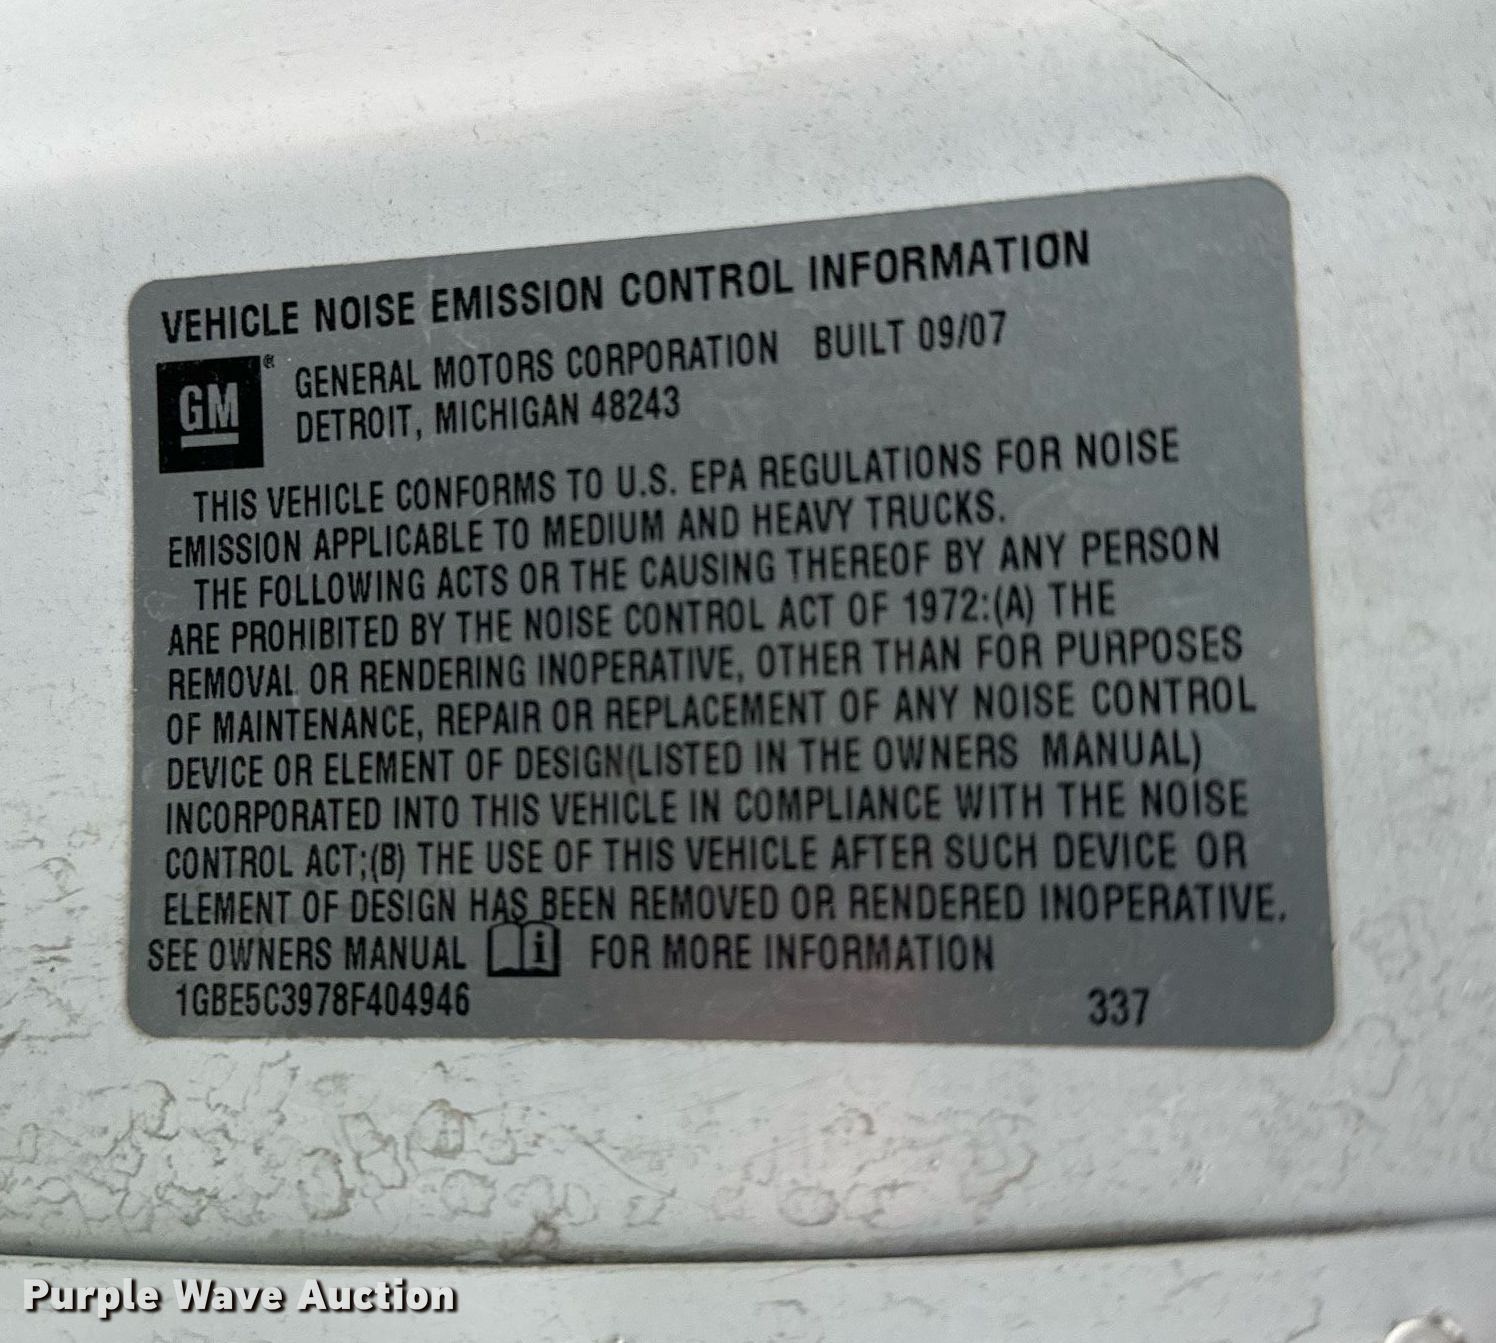 VEHICLE NOISE EMISSION CONTROL INFORMATION
GM ® GENERAL MOTORS CORPORATION BUILT 09/07
DETROIT, MICHIGAN 48243
THIS VEHICLE CONFORMS TO U.S. EPA REGULATIONS FOR NOISE
EMISSION APPLICABLE TO MEDIUM AND HEAVY TRUCKS.
THE FOLLOWING ACTS OR THE CAUSING THEREOF BY ANY PERSON
ARE PROHIBITED BY THE NOISE CONTROL ACT OF 1972:(A) THE
REMOVAL OR RENDERING INOPERATIVE, OTHER THAN FOR PURPOSES
OF MAINTENANCE, REPAIR OR REPLACEMENT OF ANY NOISE CONTROL
DEVICE OR ELEMENT OF DESIGN(LISTED IN THE OWNERS MANUAL)
INCORPORATED INTO THIS VEHICLE IN COMPLIANCE WITH THE NOISE
CONTROL ACT;(B) THE USE OF THIS VEHICLE AFTER SUCH DEVICE OR
ELEMENT OF DESIGN HAS BEEN REMOVED OR RENDERED INOPERATIVE.
SEE OWNERS MANUAL i FOR MORE INFORMATION
1GBE5C3978F404946 337
Purple Wave Auction